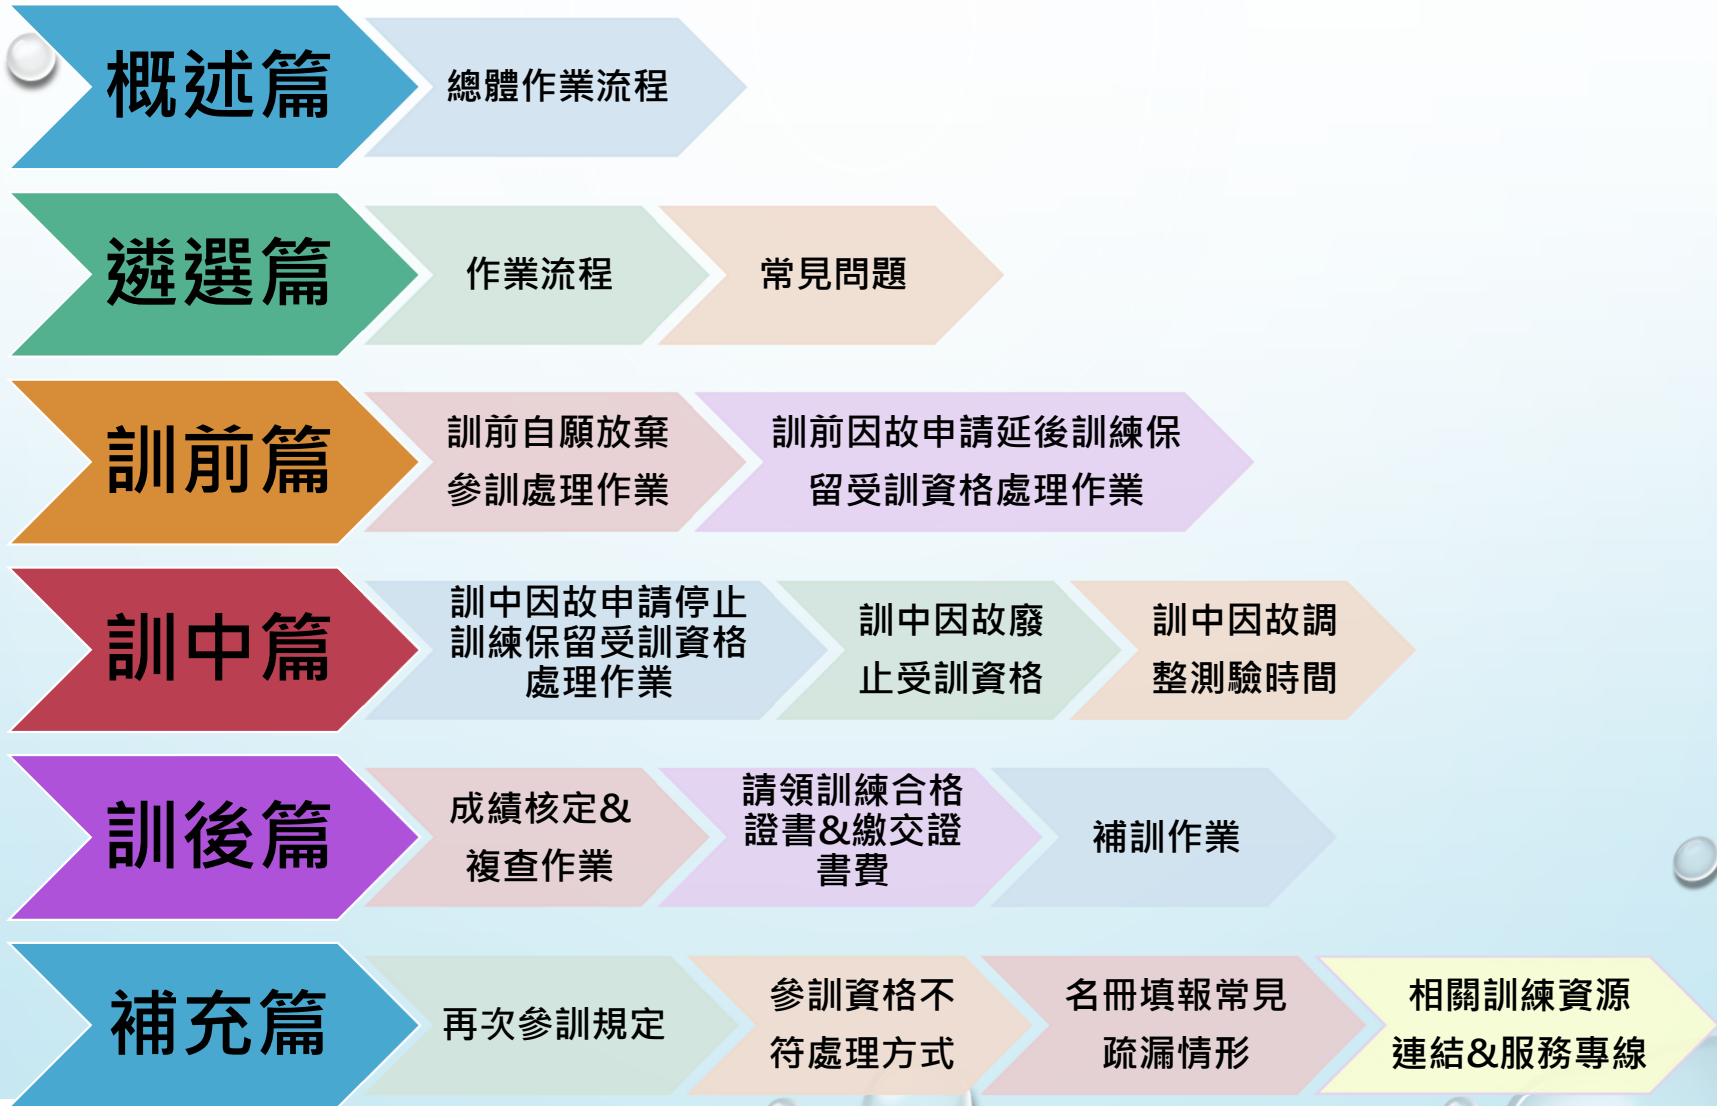 概述篇
總體作業流程
遴選篇
作業流程
常見問題
訓前篇
訓前自願放棄
參訓處理作業
訓前因故申請延後訓練保
留受訓資格處理作業
訓中篇
訓中因故申請停止
訓練保留受訓資格
處理作業
訓中因故廢
止受訓資格
訓中因故調
整測驗時間
訓後篇
成績核定&
複查作業
請領訓練合格
證書&繳交證
書費
補訓作業
補充篇
再次參訓規定
參訓資格不
符處理方式
名冊填報常見
疏漏情形
相關訓練資源
連結&服務專線